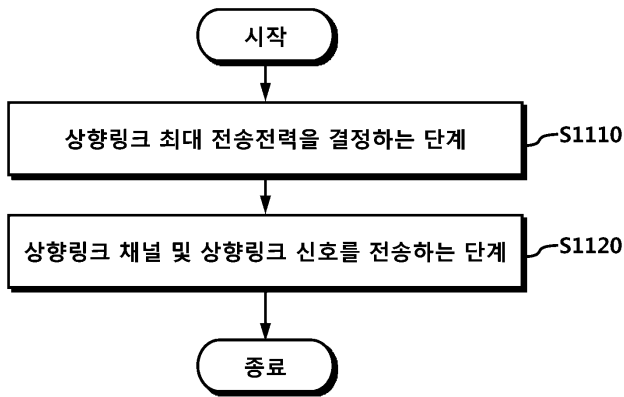 시작
상향링크 최대 전송전력을 결정하는 단계
S1110
상향링크 채널 및 상향링크 신호를 전송하는 단계
S1120
종료